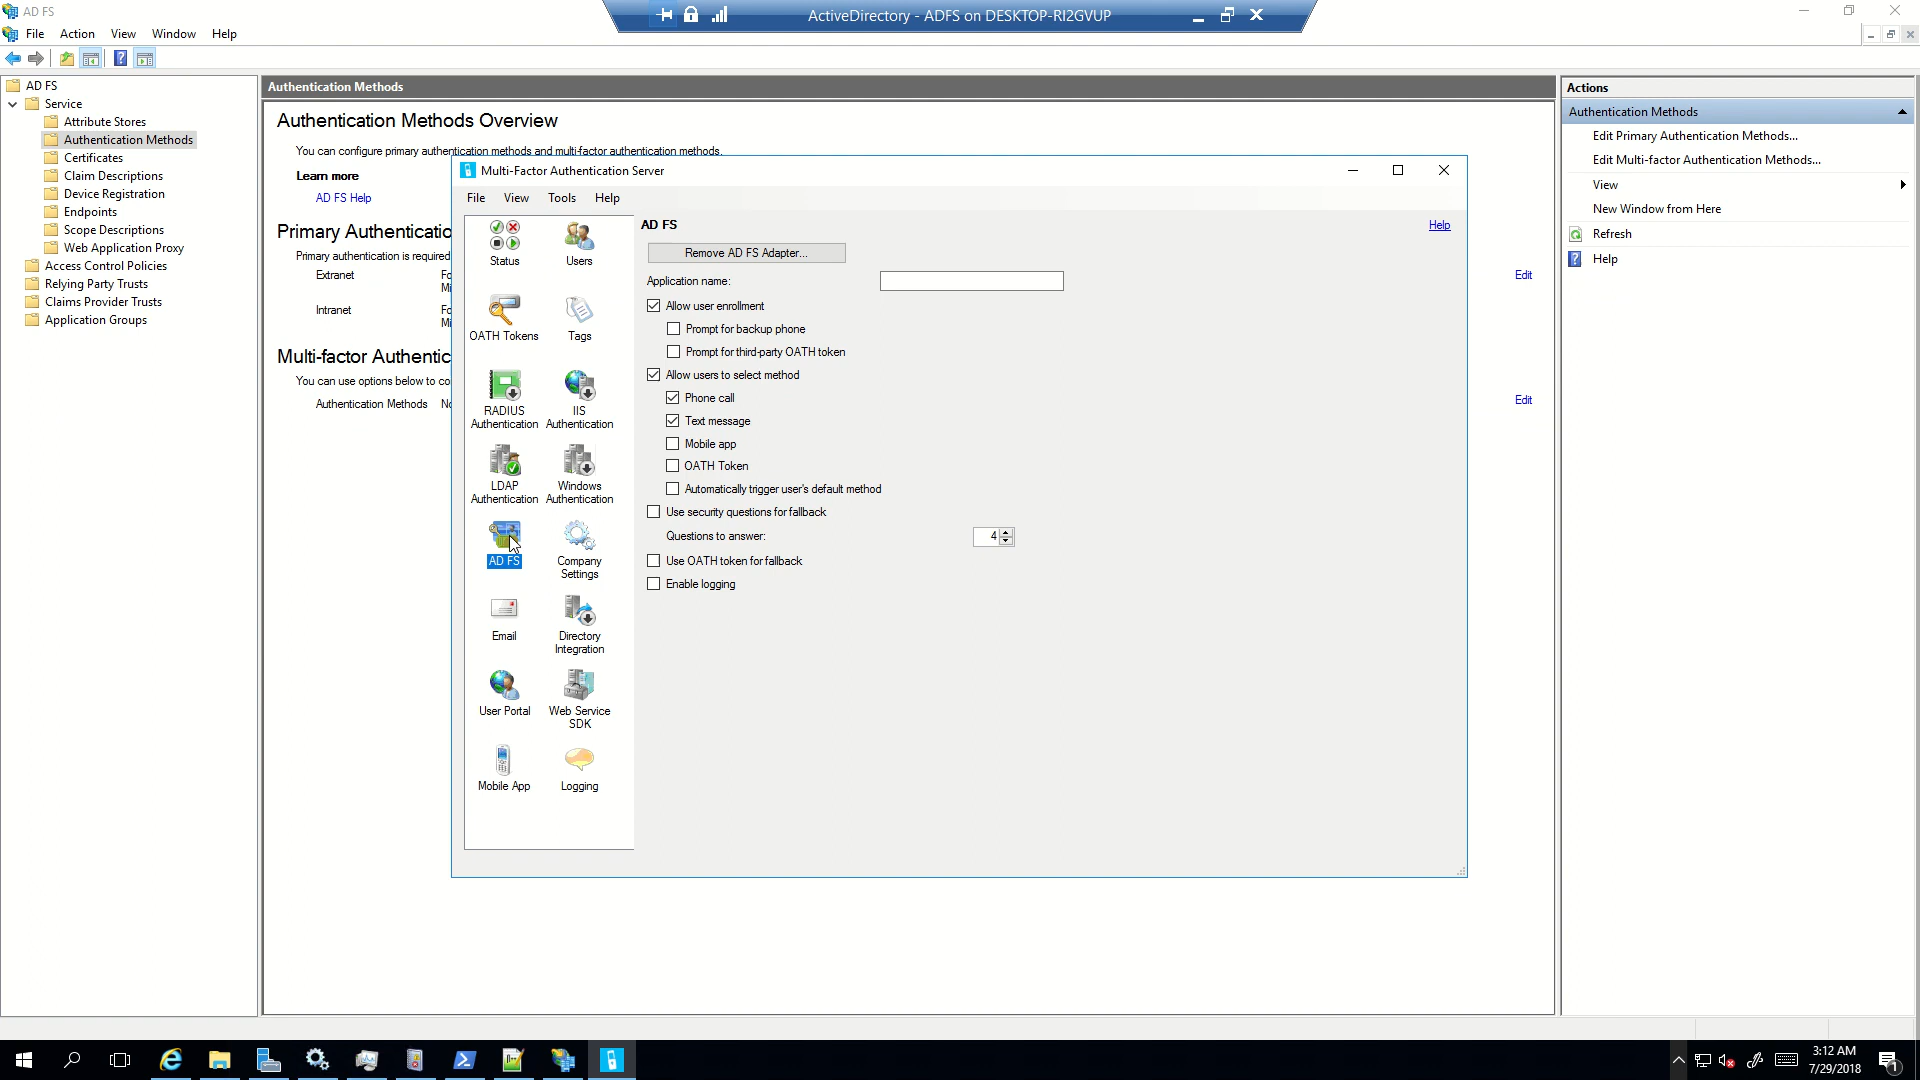 AD FS
ActiveDirectory - ADFS on DESKTOP-RI2GVUP
File Action View Window Help
AD FS
Service
Attribute Stores
Authentication Methods
Certificates
Claim Descriptions
Device Registration
Endpoints
Scope Descriptions
Web Application Proxy
Access Control Policies
Relying Party Trusts
Claims Provider Trusts
Application Groups
Authentication Methods
Authentication Methods Overview
You can configure primary authentication methods and multi-factor authentication methods.
Learn more
AD FS Help
Primary Authenticatio
Primary authentication is required
Extranet Fo
Mi
Edit
Intranet Fo
Mi
Multi-factor Authentic
You can use options below to co
Authentication Methods No
Edit
Multi-Factor Authentication Server
File View Tools Help
Status
Users
OATH Tokens
Tags
RADIUS
Authentication
IIS
Authentication
LDAP
Authentication
Windows
Authentication
AD FS
Company
Settings
Email
Directory
Integration
User Portal
Web Service
SDK
Mobile App
Logging
AD FS
Help
Remove AD FS Adapter...
Application name:
Allow user enrollment
Prompt for backup phone
Prompt for third-party OATH token
Allow users to select method
Phone call
Text message
Mobile app
OATH Token
Automatically trigger user's default method
Use security questions for fallback
Questions to answer: 4
Use OATH token for fallback
Enable logging
Actions
Authentication Methods
Edit Primary Authentication Methods...
Edit Multi-factor Authentication Methods...
View
New Window from Here
Refresh
Help
3:12 AM
7/29/2018
1